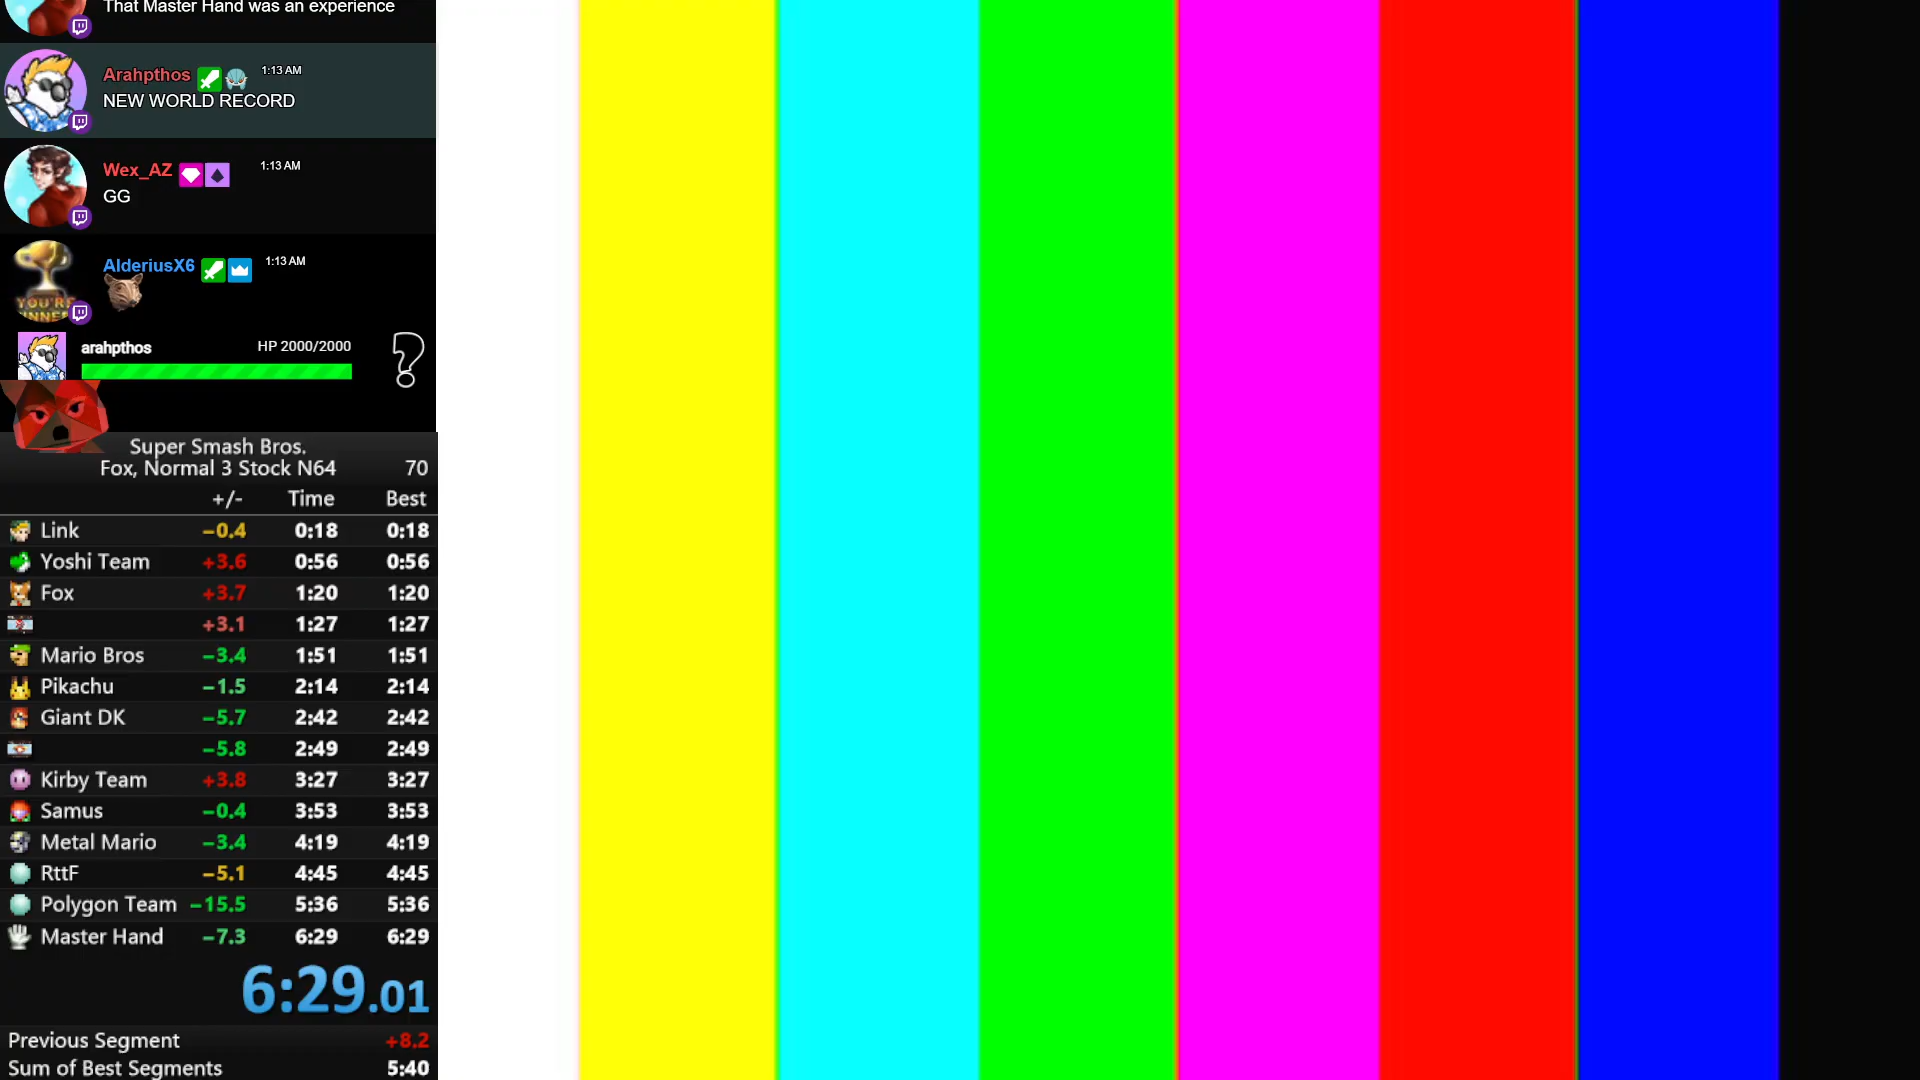 That Master Hand was an experience
Arahpthos 1:13 AM
NEW WORLD RECORD
Wex_AZ 1:13 AM
GG
AlderiusX6 1:13 AM
YOU'RE
arahpthos HP 2000/2000
Super Smash Bros.
Fox, Normal 3 Stock N64 70
+/- Time Best
Link −0.4 0:18 0:18
Yoshi Team +3.6 0:56 0:56
Fox +3.7 1:20 1:20
+3.1 1:27 1:27
Mario Bros −3.4 1:51 1:51
Pikachu −1.5 2:14 2:14
Giant DK −5.7 2:42 2:42
−5.8 2:49 2:49
Kirby Team +3.8 3:27 3:27
Samus −0.4 3:53 3:53
Metal Mario −3.4 4:19 4:19
RttF −5.1 4:45 4:45
Polygon Team −15.5 5:36 5:36
Master Hand −7.3 6:29 6:29
6:29.01
Previous Segment +8.2
Sum of Best Segments 5:40